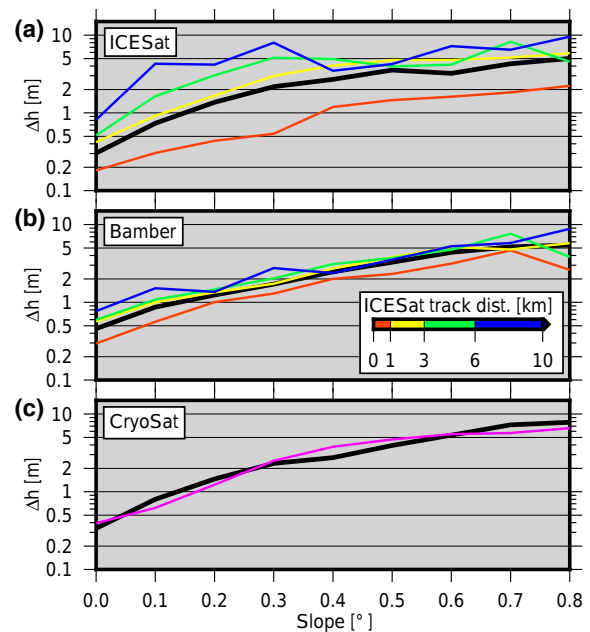 (a)
ICESat
Δh [m]
10
5
2
1
0.5
0.2
0.1
(b)
Bamber
Δh [m]
10
5
2
1
0.5
0.2
0.1
ICESat track dist. [km]
0 1 3 6 10
(c)
CryoSat
Δh [m]
10
5
2
1
0.5
0.2
0.1
0.0 0.1 0.2 0.3 0.4 0.5 0.6 0.7 0.8
Slope [°]